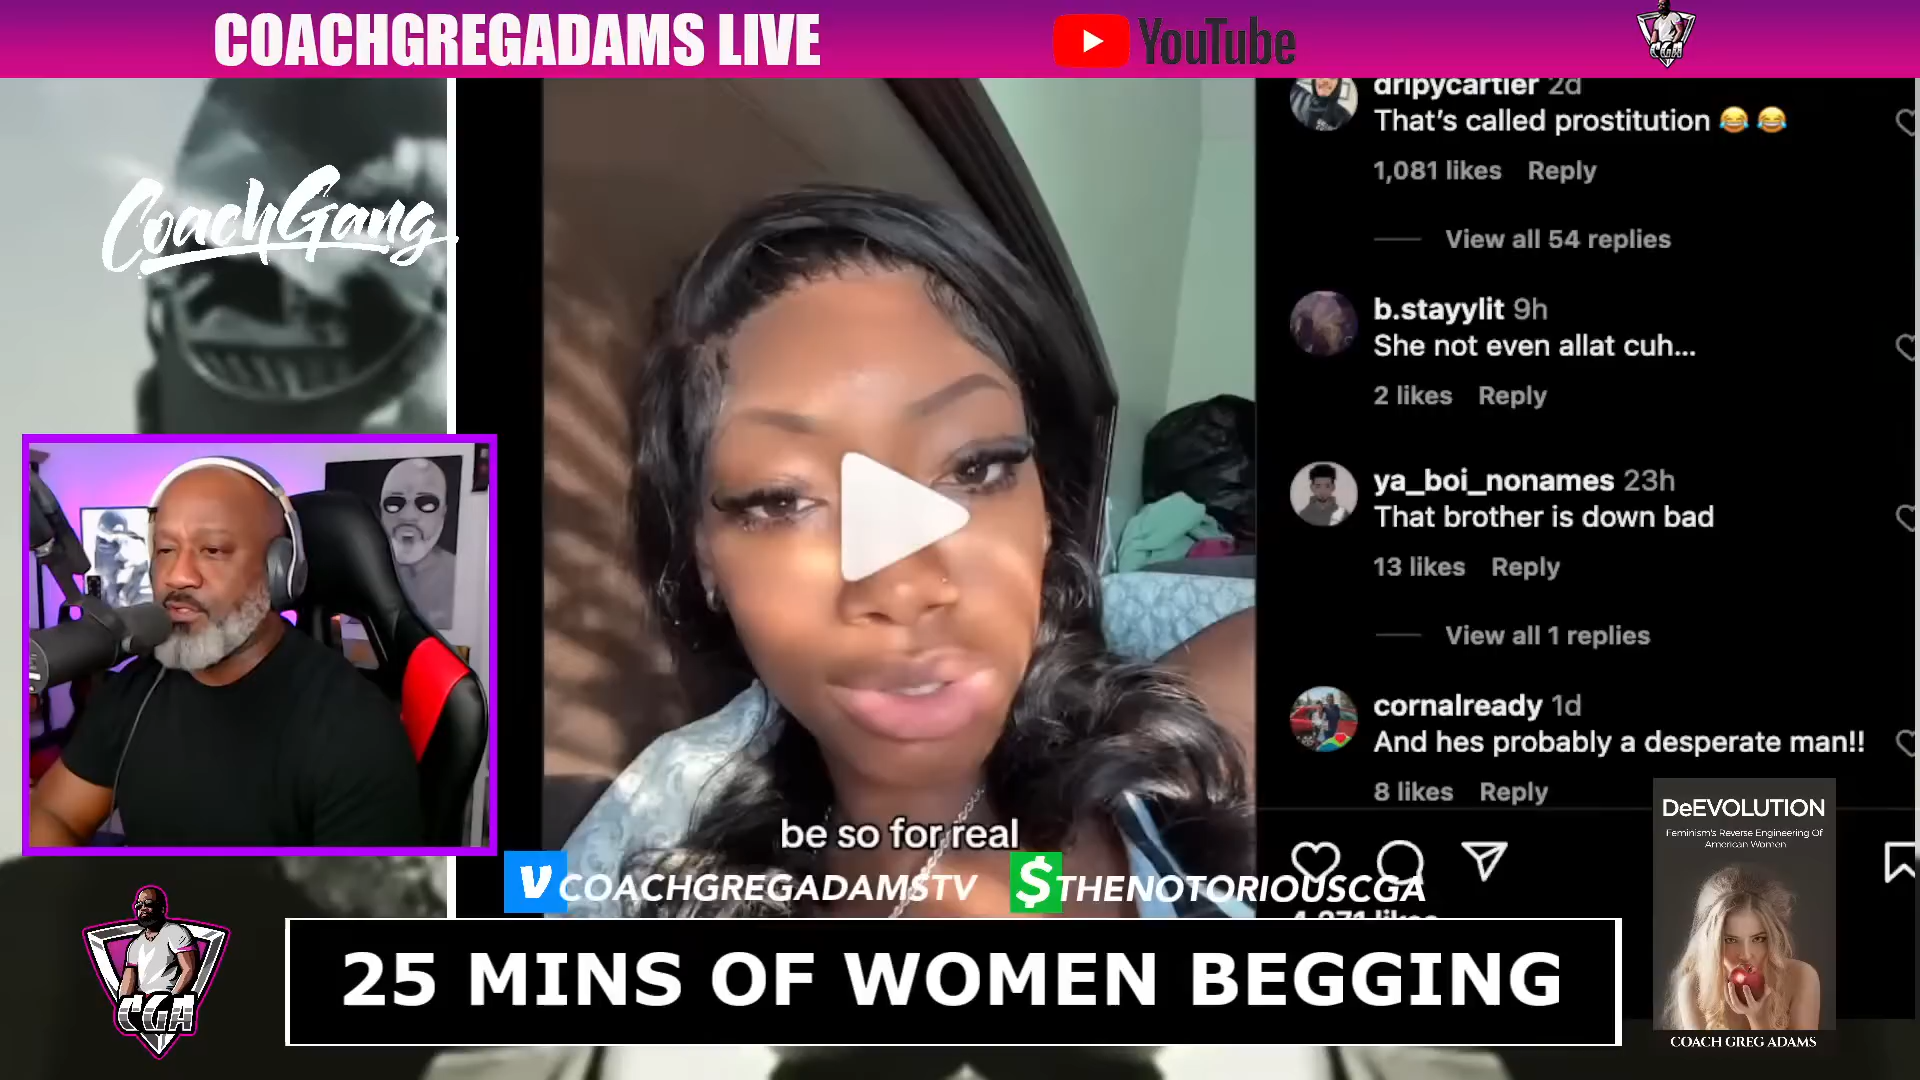 COACHGREGADAMS LIVE
YouTube
CGA
CoachGang
dripycartier 2d
That's called prostitution 😂 😂
1,081 likes Reply
View all 54 replies
b.stayylit 9h
She not even allat cuh...
2 likes Reply
ya_boi_nonames 23h
That brother is down bad
13 likes Reply
View all 1 replies
cornalready 1d
And hes probably a desperate man!!
8 likes Reply
be so for real
V COACHGREGADAMSTV
$ THENOTORIOUSCGA
likes
25 MINS OF WOMEN BEGGING
CGA
DeEVOLUTION
Feminism's Reverse Engineering Of
American Women
COACH GREG ADAMS